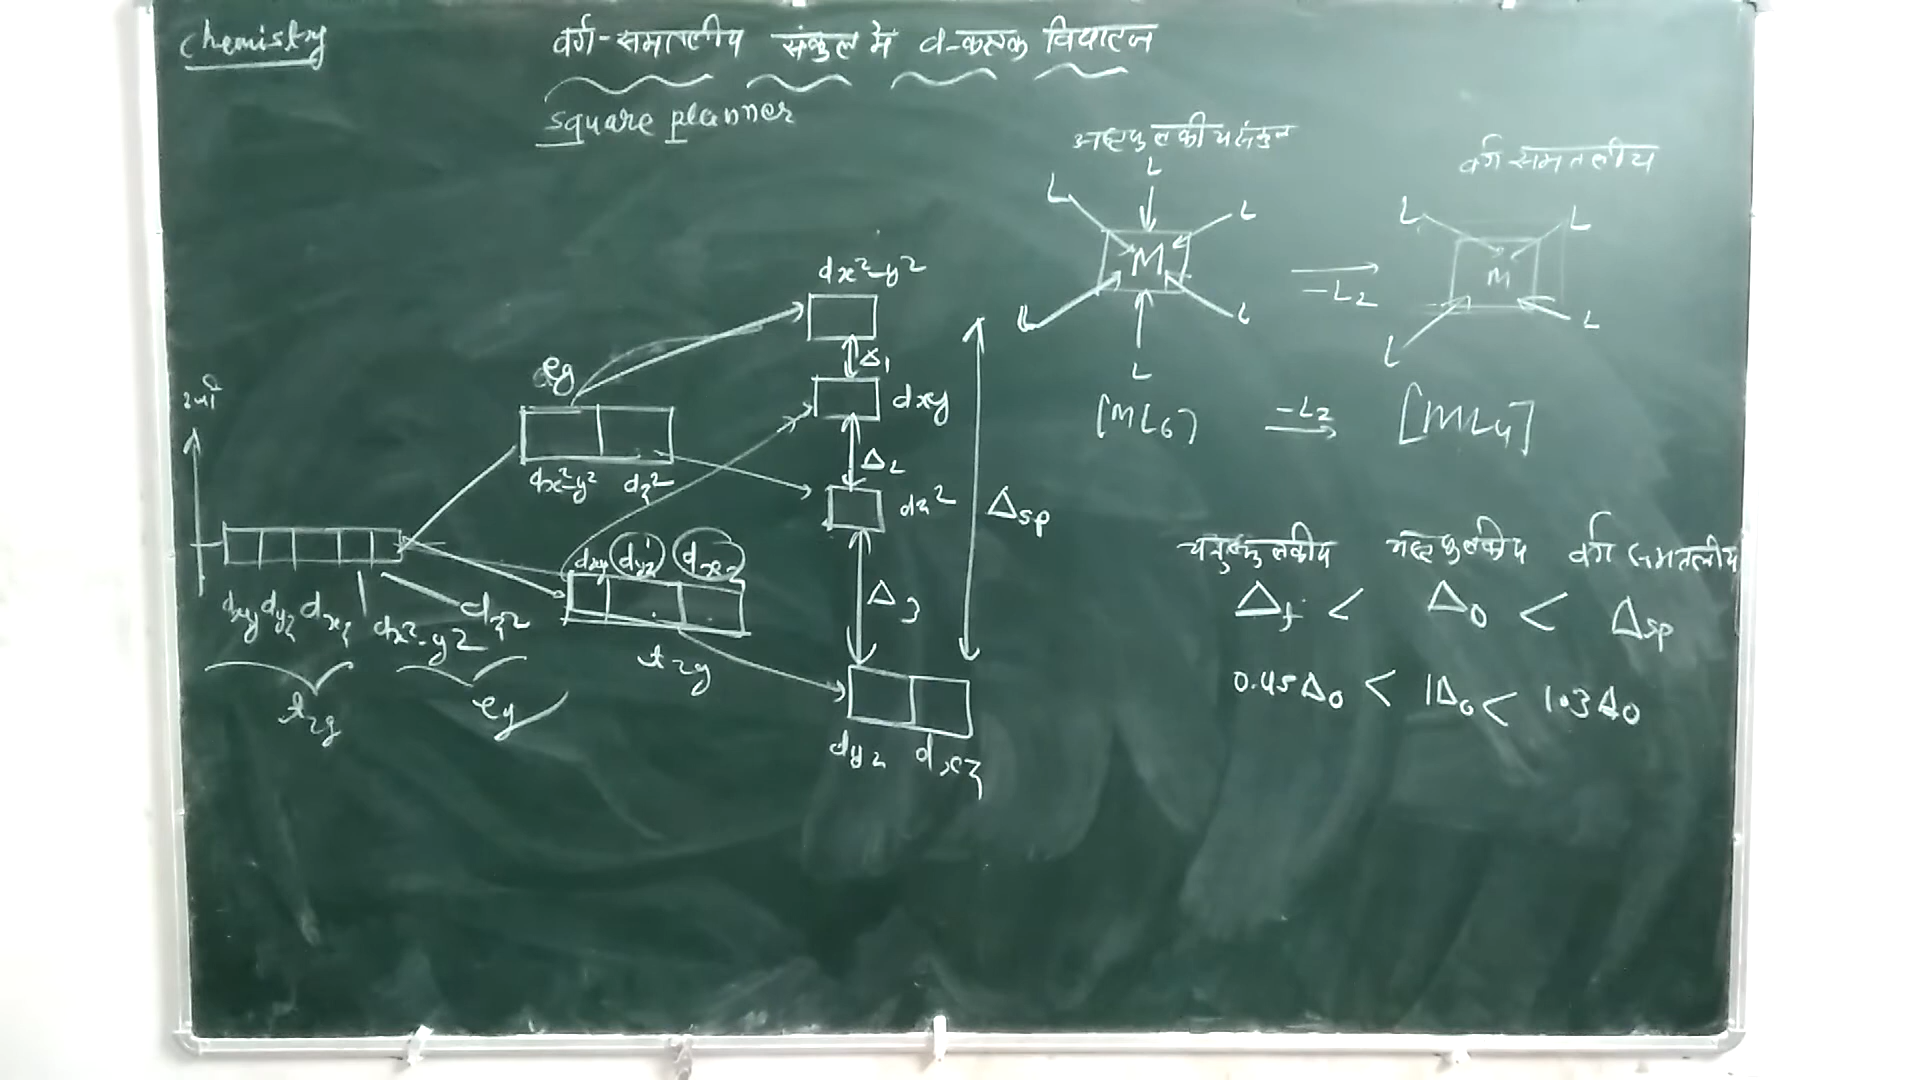 chemistry
वर्ग-समतलीय संकुल में d-कक्षक विपाटन
square planner
अष्टफलकीय संकुल
वर्ग समतलीय
L
L L
M
L L
L
-L2
L L
M
L L
[ML6] -L2 [ML4]
dx²-y²
Δ1
dxy
Δ2
dz²
Δ3
Δsp
dyz dxz
eg
dx²-y² dz²
dxy dyz dxz
t2g
dxy dyz dxz dx²-y² dz²
t2g eg
चतुष्फलकीय अष्टफलकीय वर्ग समतलीय
Δt < Δo < Δsp
0.45Δo < 1Δo < 1.3Δo